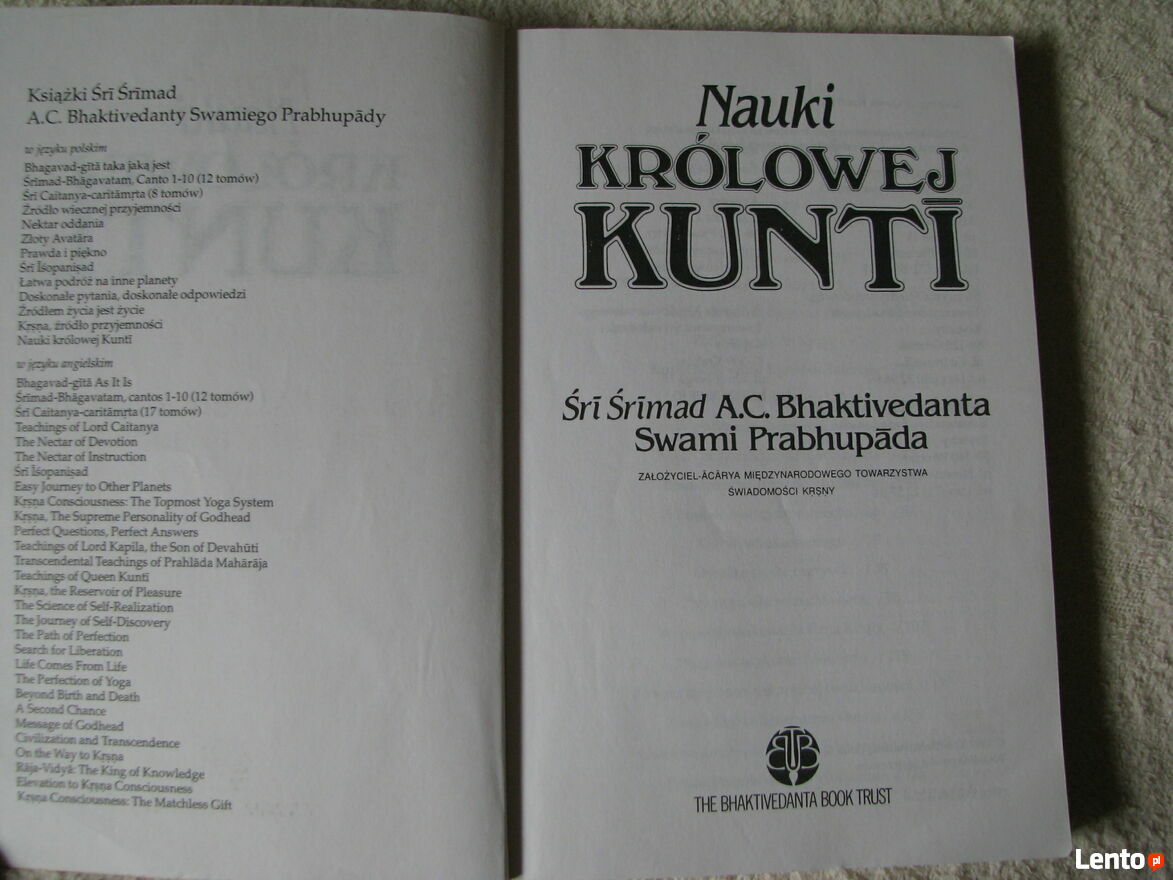 Książki Śrī Śrīmad
A.C. Bhaktivedanty Swamiego Prabhupādy
w języku polskim
Bhagavad-gītā taka jaką jest
Śrīmad-Bhāgavatam, Canto 1-10 (12 tomów)
Śrī Caitanya-caritāmṛta (8 tomów)
Źródło wiecznej przyjemności
Nektar oddania
Złoty Avatāra
Prawda i piękno
Śrī Īśopaniṣad
Łatwa podróż na inne planety
Doskonałe pytania, doskonałe odpowiedzi
Źródłem życia jest życie
Kṛṣṇa, źródło przyjemności
Nauki królowej Kuntī
w języku angielskim
Bhagavad-gītā As It Is
Śrīmad-Bhāgavatam, cantos 1-10 (12 tomów)
Śrī Caitanya-caritāmṛta (17 tomów)
Teachings of Lord Caitanya
The Nectar of Devotion
The Nectar of Instruction
Śrī Īśopaniṣad
Easy Journey to Other Planets
Kṛṣṇa Consciousness: The Topmost Yoga System
Kṛṣṇa, The Supreme Personality of Godhead
Perfect Questions, Perfect Answers
Teachings of Lord Kapila, the Son of Devahūti
Transcendental Teachings of Prahlāda Mahārāja
Teachings of Queen Kuntī
Kṛṣṇa, the Reservoir of Pleasure
The Science of Self-Realization
The Journey of Self-Discovery
The Path of Perfection
Search for Liberation
Life Comes From Life
The Perfection of Yoga
Beyond Birth and Death
A Second Chance
Message of Godhead
Civilization and Transcendence
On the Way to Kṛṣṇa
Rāja-Vidyā: The King of Knowledge
Elevation to Kṛṣṇa Consciousness
Kṛṣṇa Consciousness: The Matchless Gift
Nauki
KRÓLOWEJ
KUNTĪ
Śrī Śrīmad A.C. Bhaktivedanta
Swami Prabhupāda
ZAŁOŻYCIEL-ĀCĀRYA MIĘDZYNARODOWEGO TOWARZYSTWA
ŚWIADOMOŚCI KṚṢṆY
BBT
THE BHAKTIVEDANTA BOOK TRUST
Lento.pl